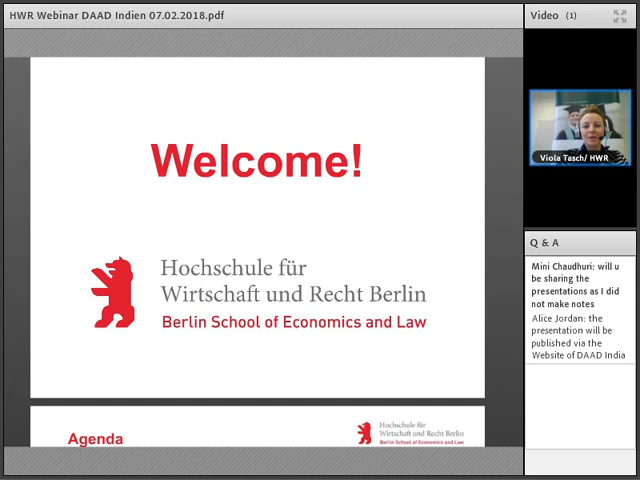 HWR Webinar DAAD Indien 07.02.2018.pdf
Welcome!
Hochschule für
Wirtschaft und Recht Berlin
Berlin School of Economics and Law
Agenda
Hochschule für
Wirtschaft und Recht Berlin
Berlin School of Economics and Law
Video (1)
Viola Tasch/ HWR
Q & A
Mini Chaudhuri: will u
be sharing the
presentations as I did
not make notes
Alice Jordan: the
presentation will be
published via the
Website of DAAD India